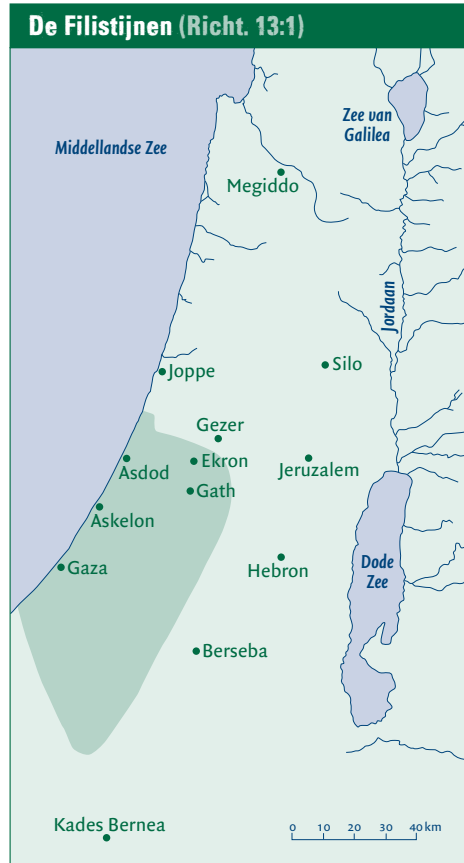 De Filistijnen (Richt. 13:1)
Zee van
Galilea
Middellandse Zee
Megiddo
Jordaan
Silo
Joppe
Gezer
Ekron
Jeruzalem
Asdod
Gath
Askelon
Gaza
Hebron
Dode
Zee
Berseba
Kades Bernea
0 10 20 30 40 km